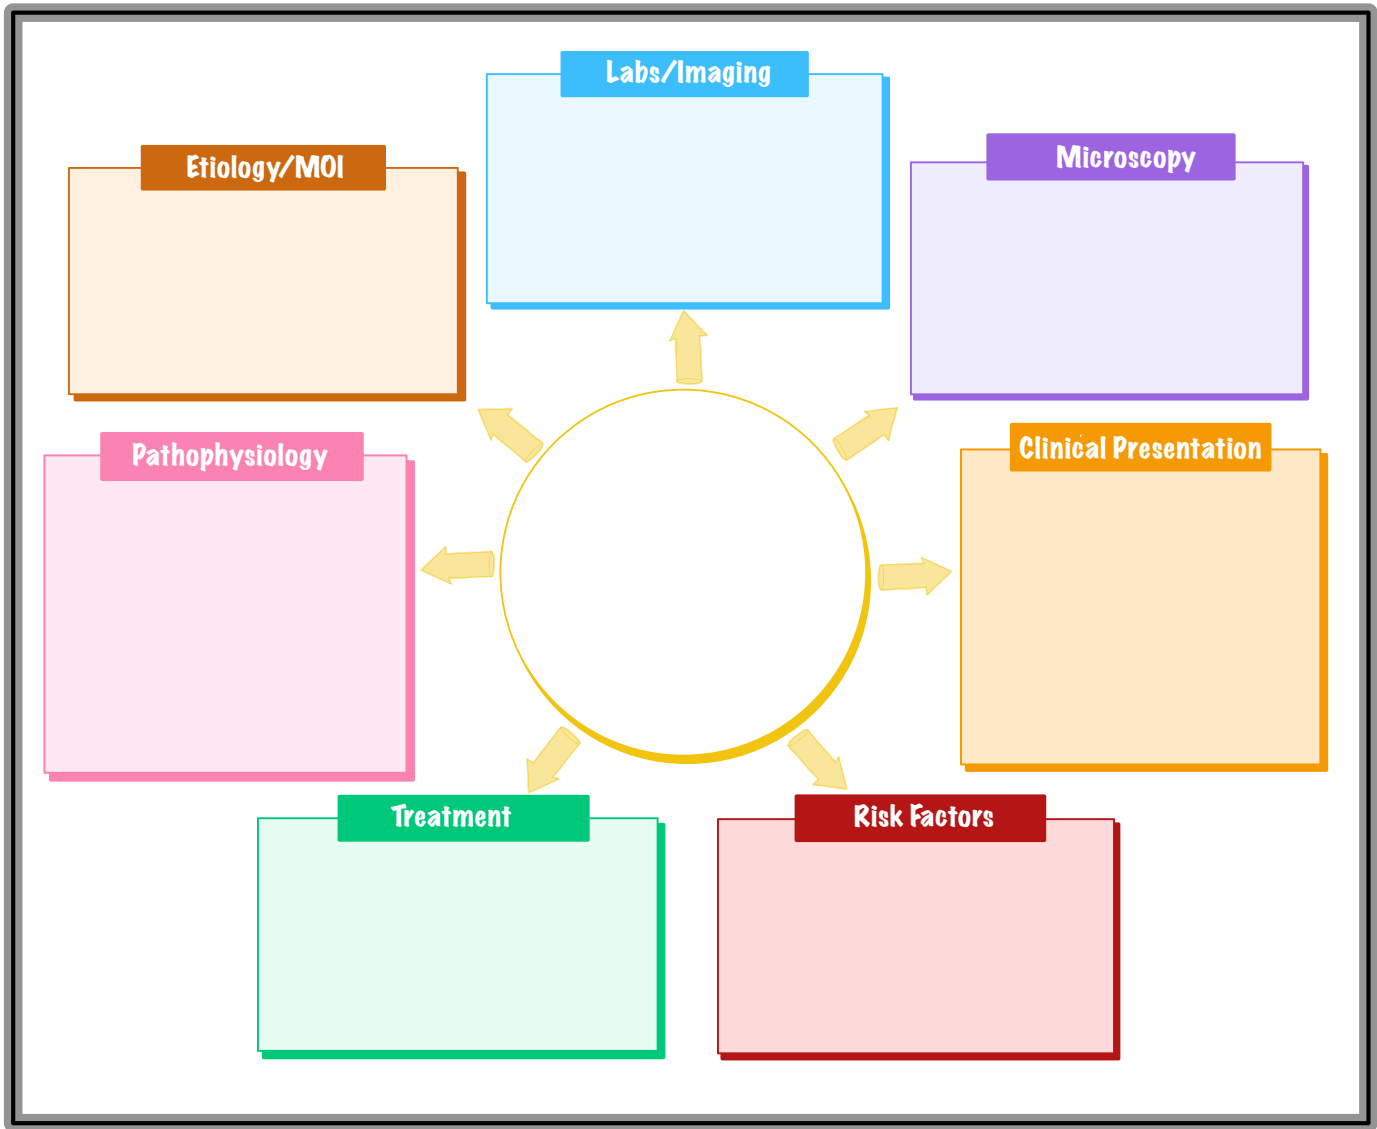 Labs/Imaging
Etiology/MOI
Microscopy
Pathophysiology
Clinical Presentation
Treatment
Risk Factors